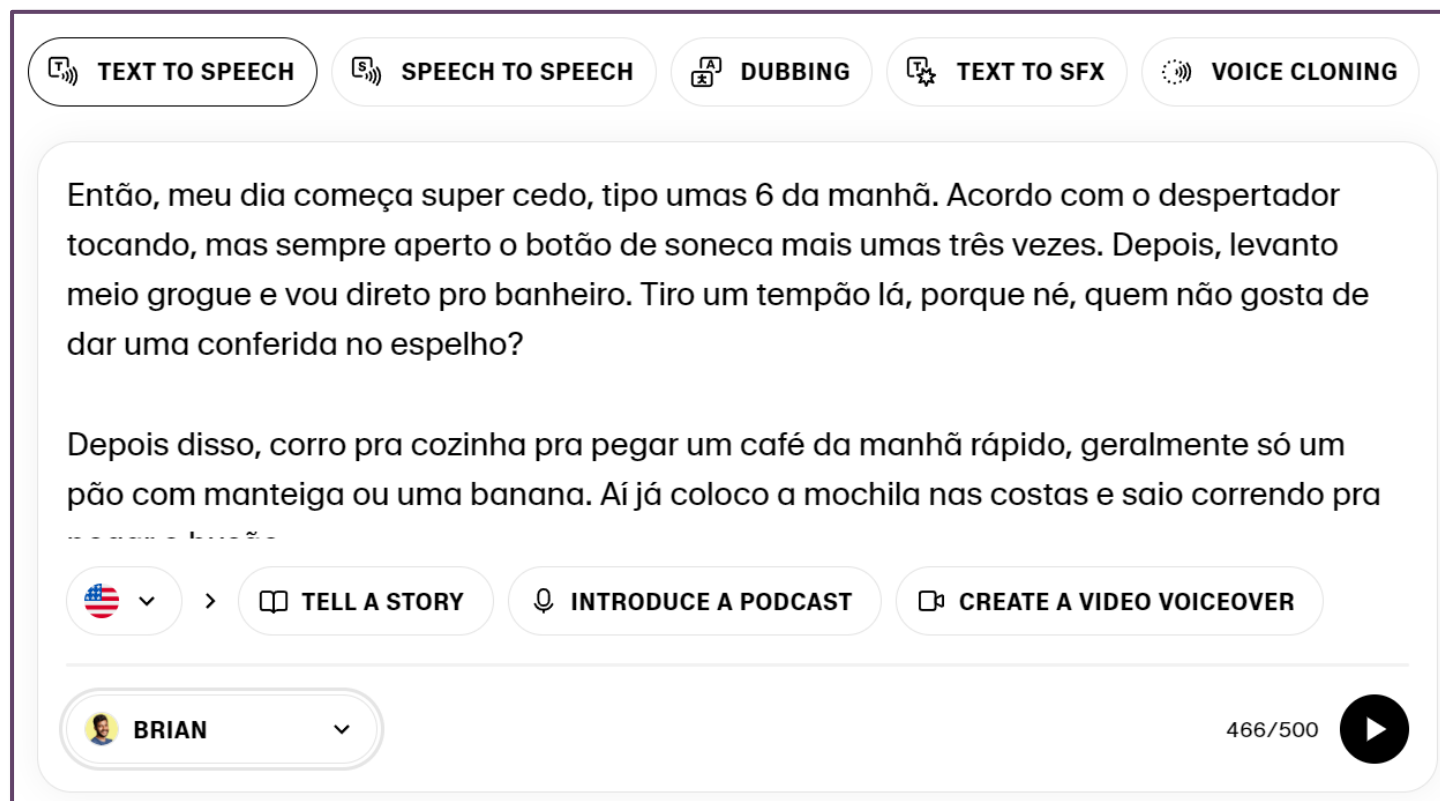 TEXT TO SPEECH
SPEECH TO SPEECH
DUBBING
TEXT TO SFX
VOICE CLONING
Então, meu dia começa super cedo, tipo umas 6 da manhã. Acordo com o despertador
tocando, mas sempre aperto o botão de soneca mais umas três vezes. Depois, levanto
meio grogue e vou direto pro banheiro. Tiro um tempão lá, porque né, quem não gosta de
dar uma conferida no espelho?
Depois disso, corro pra cozinha pra pegar um café da manhã rápido, geralmente só um
pão com manteiga ou uma banana. Aí já coloco a mochila nas costas e saio correndo pra
TELL A STORY
INTRODUCE A PODCAST
CREATE A VIDEO VOICEOVER
BRIAN
466/500